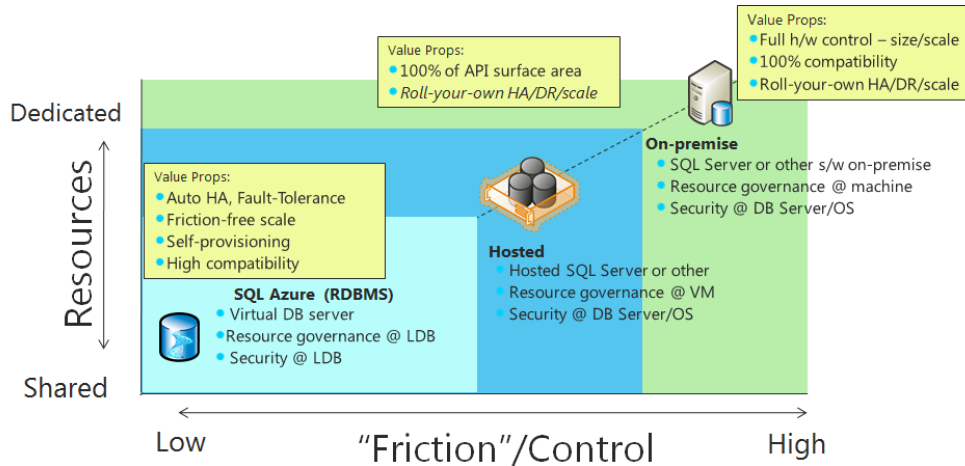 Value Props:
Full h/w control – size/scale
100% compatibility
Roll-your-own HA/DR/scale
Value Props:
100% of API surface area
Roll-your-own HA/DR/scale
Dedicated
Resources
Shared
On-premise
SQL Server or other s/w on-premise
Resource governance @ machine
Security @ DB Server/OS
Value Props:
Auto HA, Fault-Tolerance
Friction-free scale
Self-provisioning
High compatibility
Hosted
Hosted SQL Server or other
Resource governance @ VM
Security @ DB Server/OS
SQL Azure (RDBMS)
Virtual DB server
Resource governance @ LDB
Security @ LDB
Low
"Friction"/Control
High